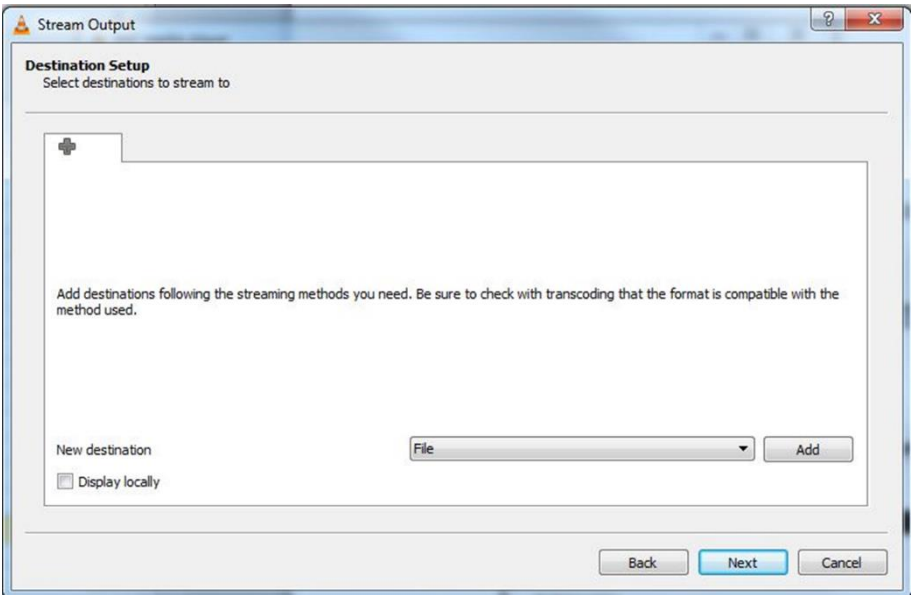 Stream Output
Destination Setup
Select destinations to stream to
Add destinations following the streaming methods you need. Be sure to check with transcoding that the format is compatible with the
method used.
New destination
File
Add
Display locally
Back
Next
Cancel